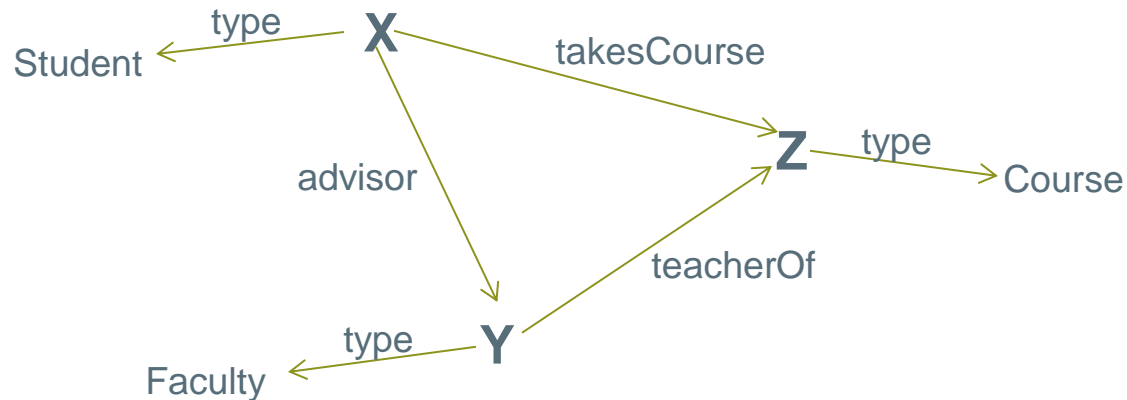 type
X
Student
takesCourse
Z
type
Course
advisor
teacherOf
type
Y
Faculty